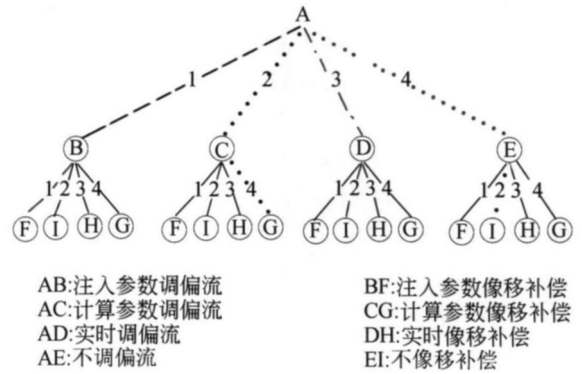 A
1 2 3 4
B C D E
1 2 3 4 1 2 3 4 1 2 3 4 1 2 3 4
F I H G F I H G F I H G F I H G
AB:注入参数调偏流
AC:计算参数调偏流
AD:实时调偏流
AE:不调偏流
BF:注入参数像移补偿
CG:计算参数像移补偿
DH:实时像移补偿
EI:不像移补偿